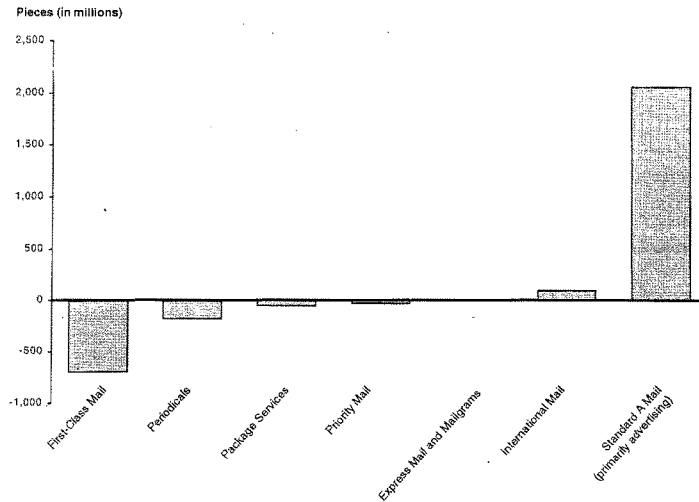 Pieces (in millions)
2,500
2,000
1,500
1,000
500
0
-500
-1,000
First-Class Mail
Periodicals
Package Services
Priority Mail
Express Mail and Mailgrams
International Mail
Standard A Mail
(primarily advertising)